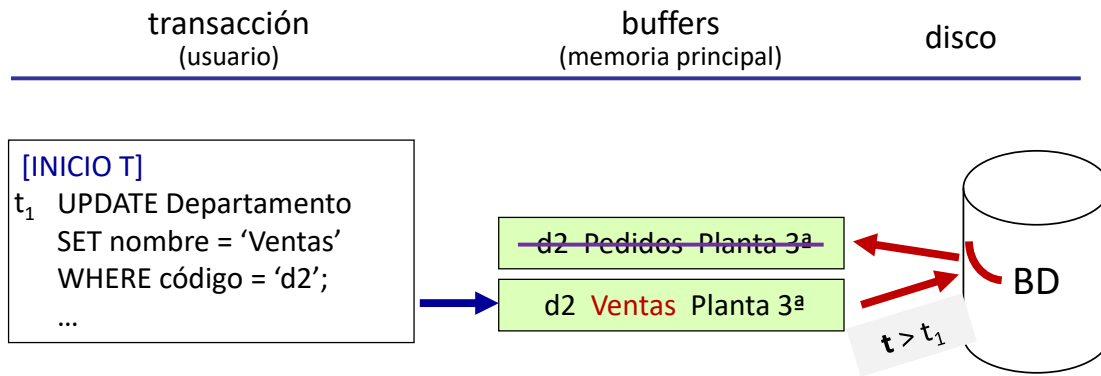 transacción
(usuario)
buffers
(memoria principal)
disco
[INICIO T]
t₁ UPDATE Departamento
SET nombre = ‘Ventas’
WHERE código = ‘d2’;
...
d2 Pedidos Planta 3ª
d2 Ventas Planta 3ª
t > t₁
BD